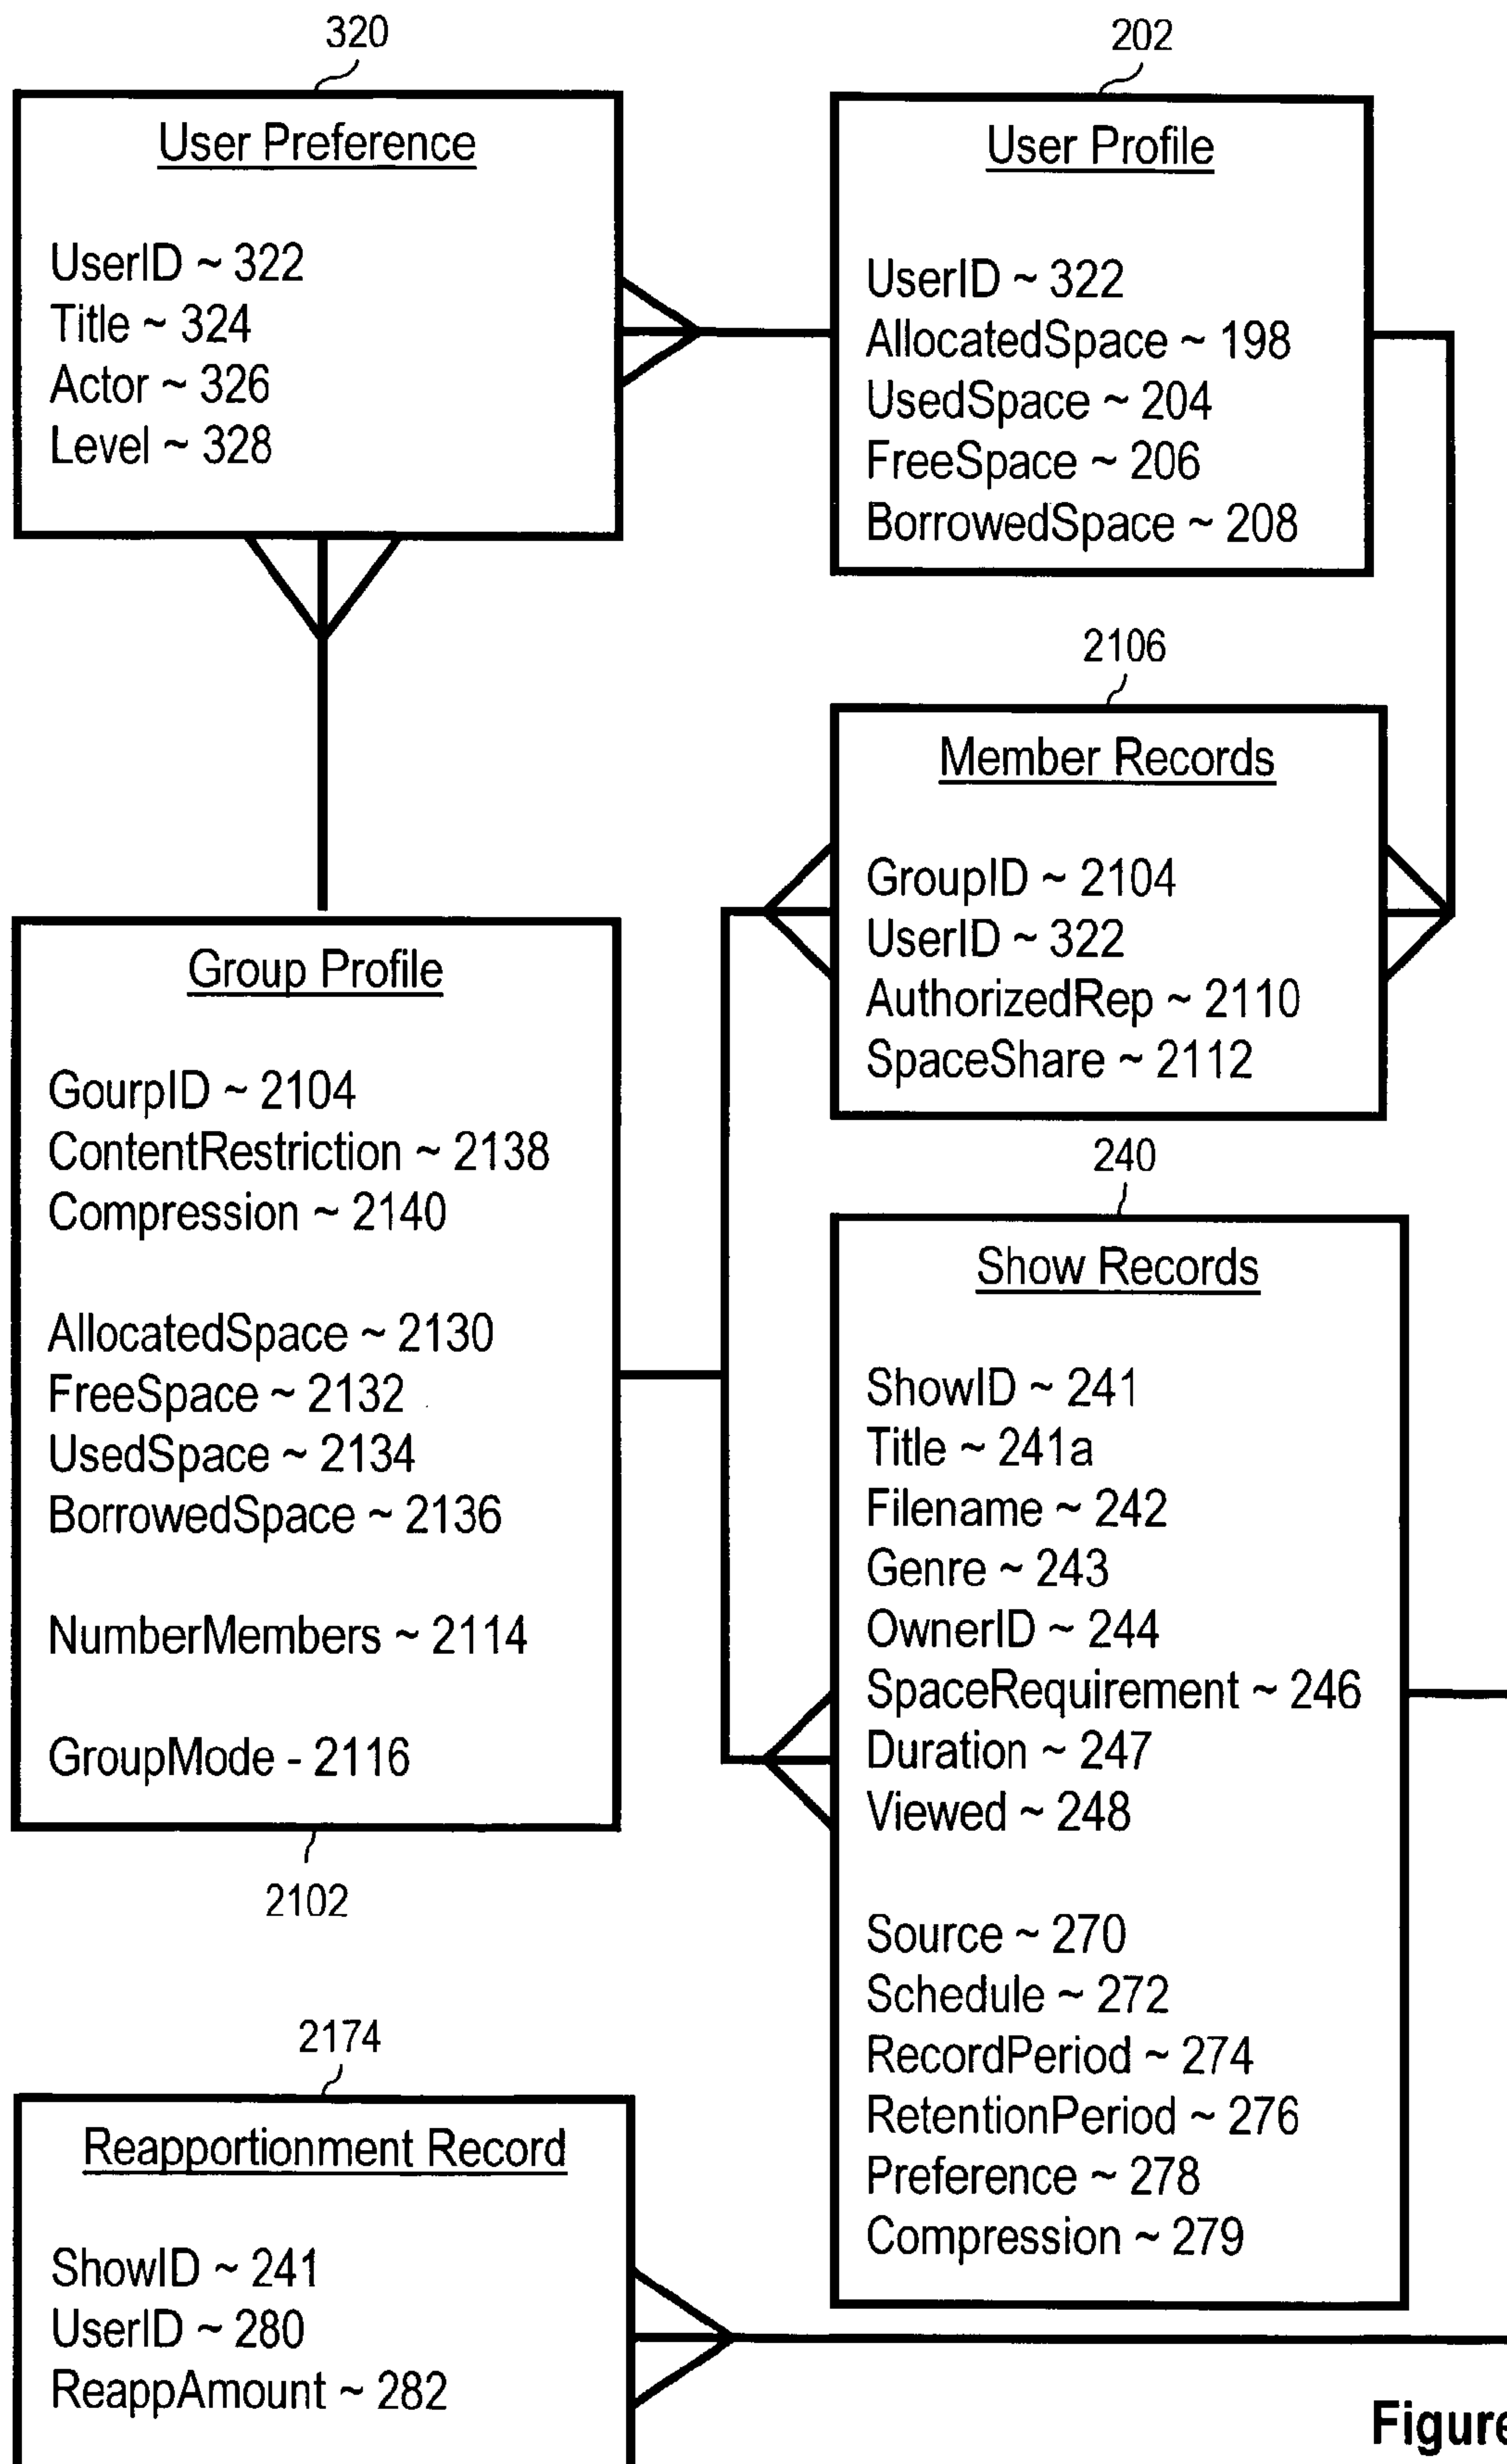 320
User Preference
UserID ~ 322
Title ~ 324
Actor ~ 326
Level ~ 328
202
User Profile
UserID ~ 322
AllocatedSpace ~ 198
UsedSpace ~ 204
FreeSpace ~ 206
BorrowedSpace ~ 208
2106
Member Records
GroupID ~ 2104
UserID ~ 322
AuthorizedRep ~ 2110
SpaceShare ~ 2112
Group Profile
GourpID ~ 2104
ContentRestriction ~ 2138
Compression ~ 2140
AllocatedSpace ~ 2130
FreeSpace ~ 2132
UsedSpace ~ 2134
BorrowedSpace ~ 2136
NumberMembers ~ 2114
GroupMode - 2116
2102
240
Show Records
ShowID ~ 241
Title ~ 241a
Filename ~ 242
Genre ~ 243
OwnerID ~ 244
SpaceRequirement ~ 246
Duration ~ 247
Viewed ~ 248
Source ~ 270
Schedule ~ 272
RecordPeriod ~ 274
RetentionPeriod ~ 276
Preference ~ 278
Compression ~ 279
2174
Reapportionment Record
ShowID ~ 241
UserID ~ 280
ReappAmount ~ 282
Figure